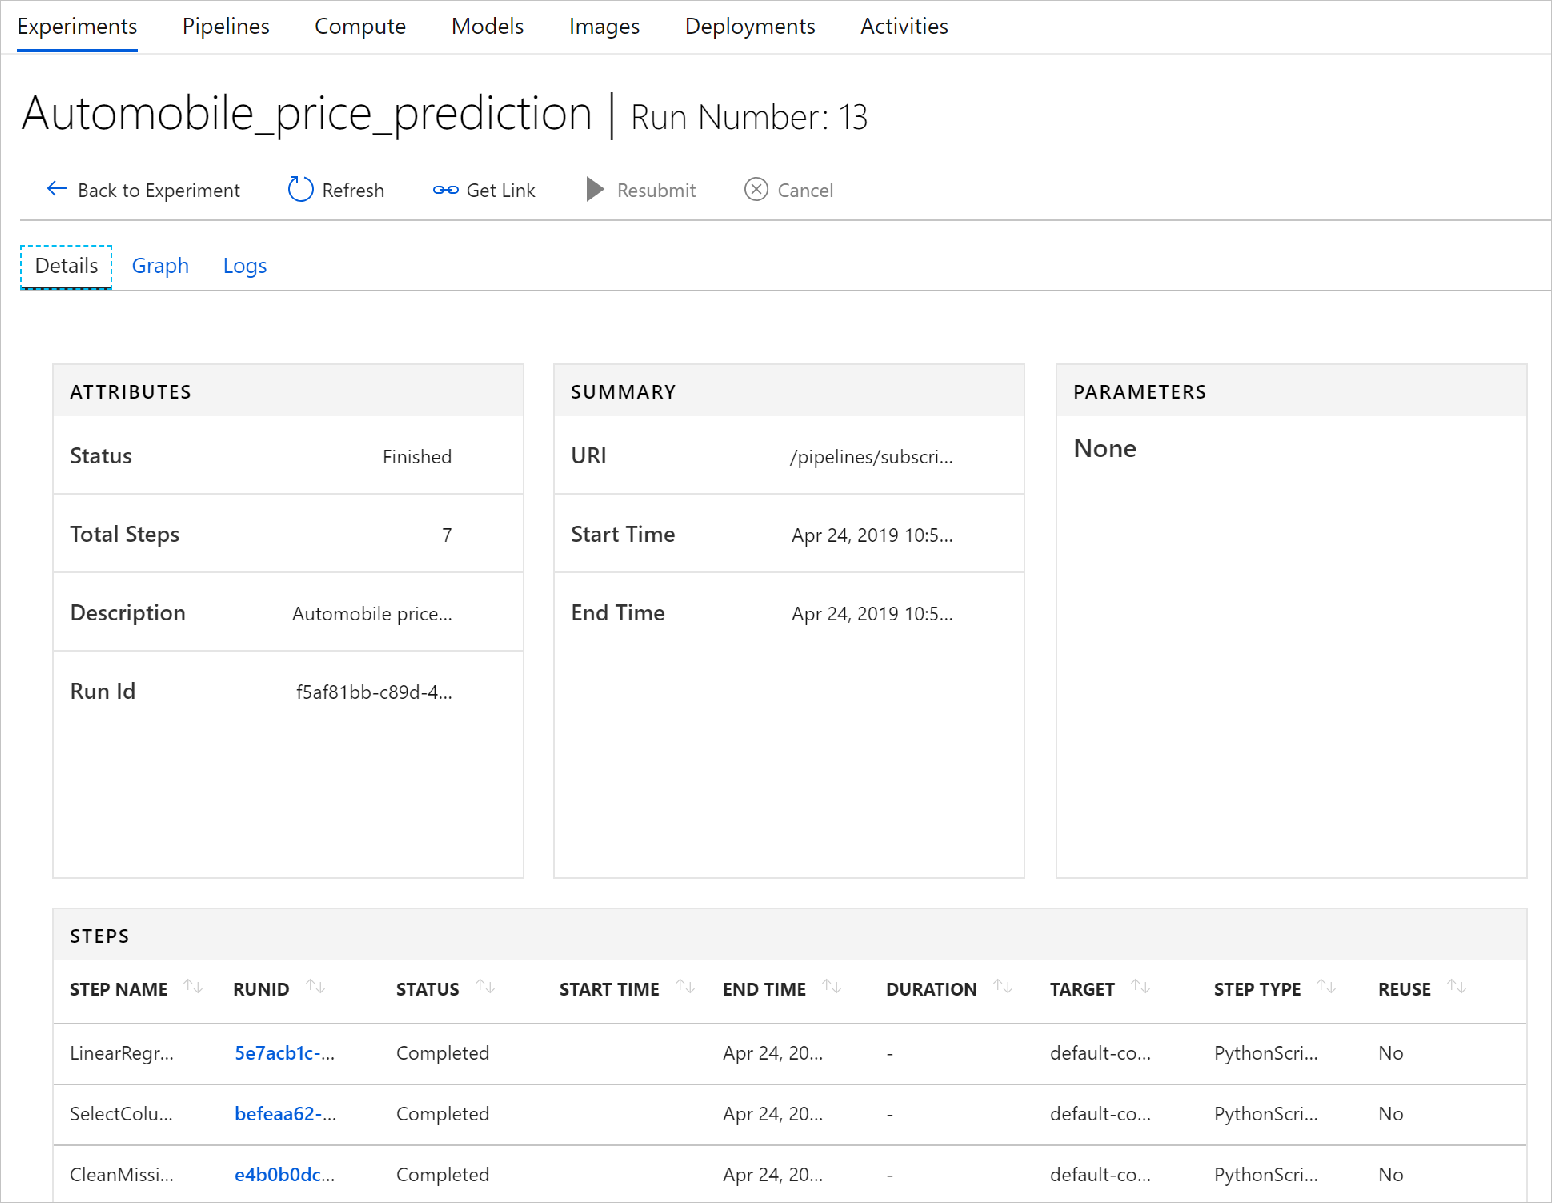 Experiments Pipelines Compute Models Images Deployments Activities
Automobile_price_prediction | Run Number: 13
Back to Experiment Refresh Get Link Resubmit Cancel
Details Graph Logs
ATTRIBUTES
Status Finished
Total Steps 7
Description Automobile price...
Run Id f5af81bb-c89d-4...
SUMMARY
URI /pipelines/subscri...
Start Time Apr 24, 2019 10:5...
End Time Apr 24, 2019 10:5...
PARAMETERS
None
STEPS
STEP NAME RUNID STATUS START TIME END TIME DURATION TARGET STEP TYPE REUSE
LinearRegr... 5e7acb1c-... Completed Apr 24, 20... - default-co... PythonScri... No
SelectColu... befeaa62-... Completed Apr 24, 20... - default-co... PythonScri... No
CleanMissi... e4b0b0dc... Completed Apr 24, 20... - default-co... PythonScri... No